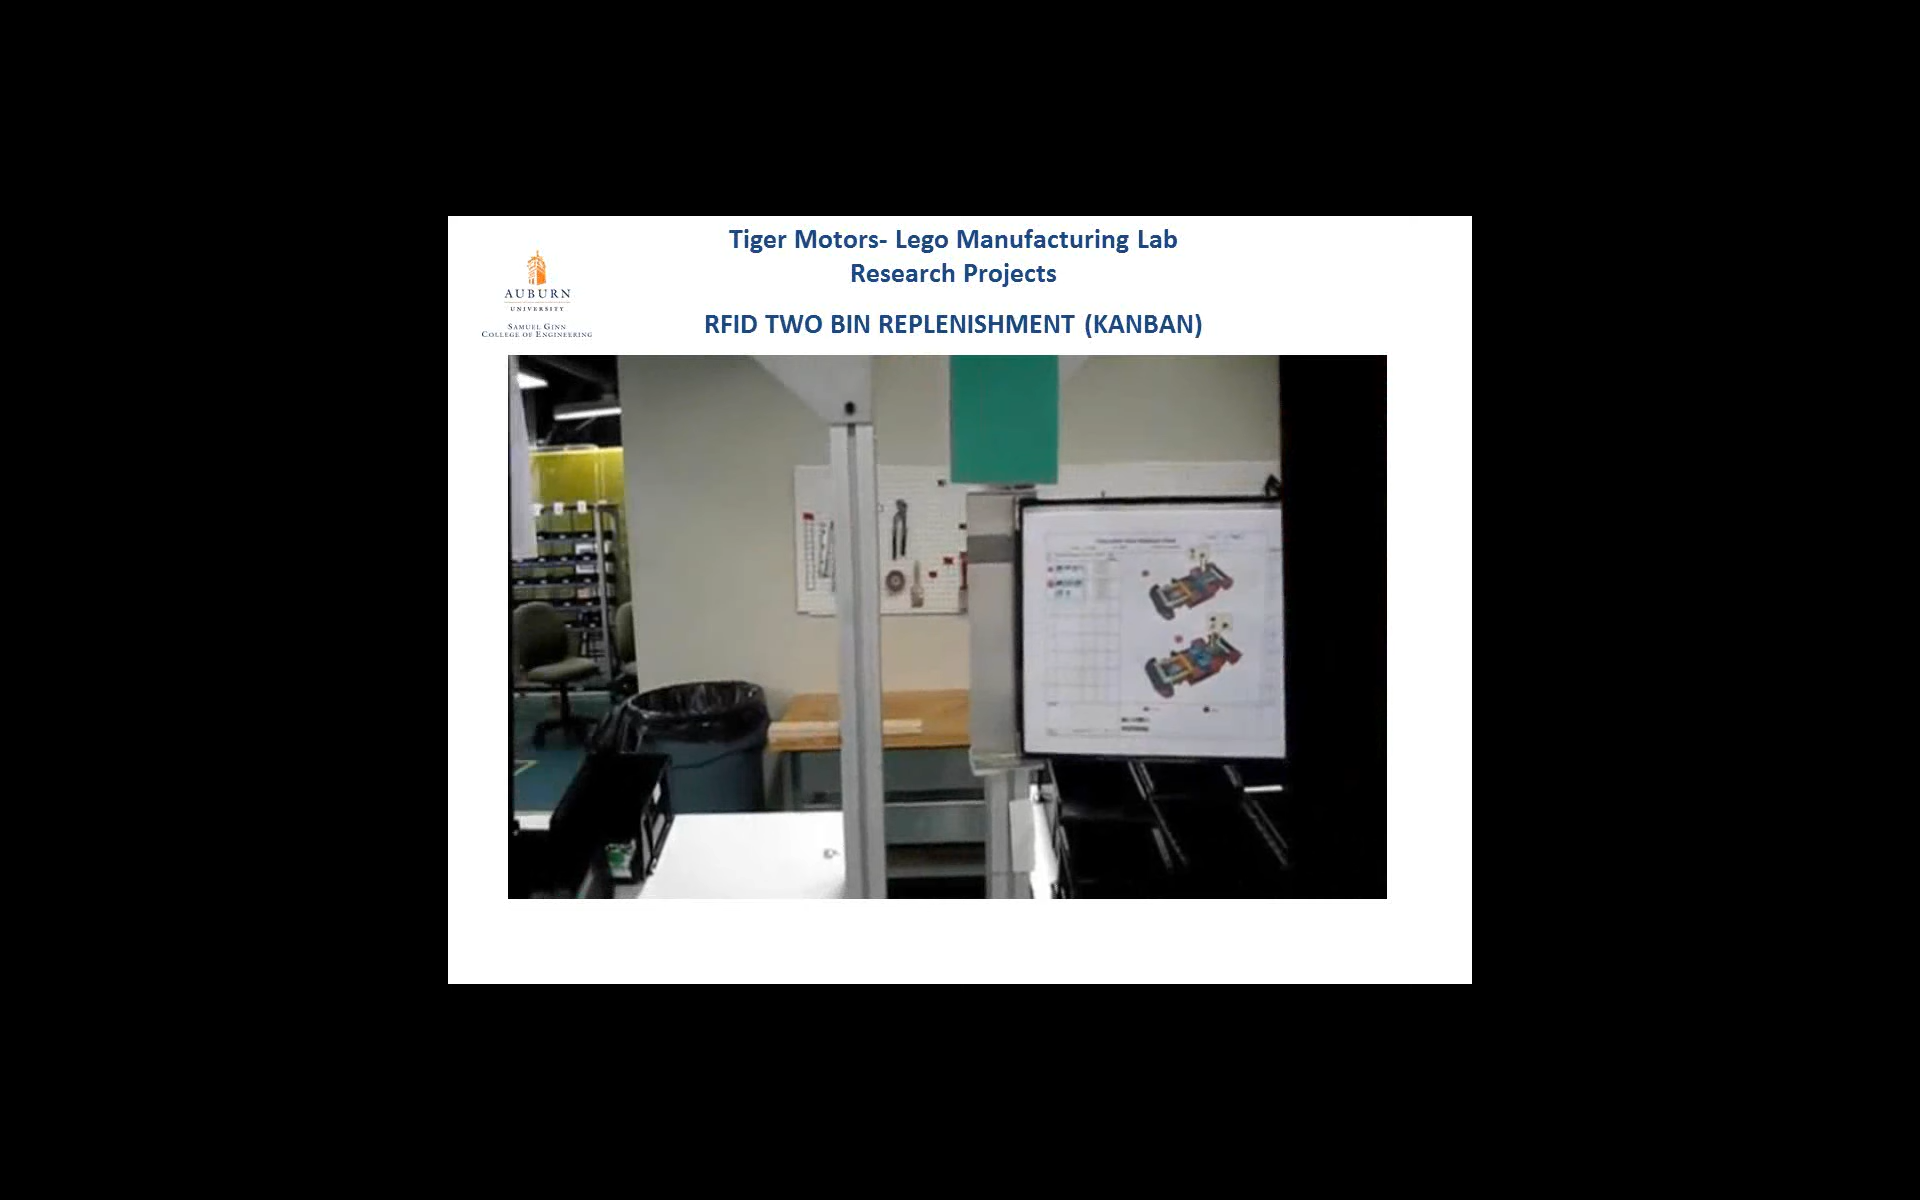 Tiger Motors- Lego Manufacturing Lab
Research Projects
AUBURN
UNIVERSITY
SAMUEL GINN
COLLEGE OF ENGINEERING
RFID TWO BIN REPLENISHMENT (KANBAN)